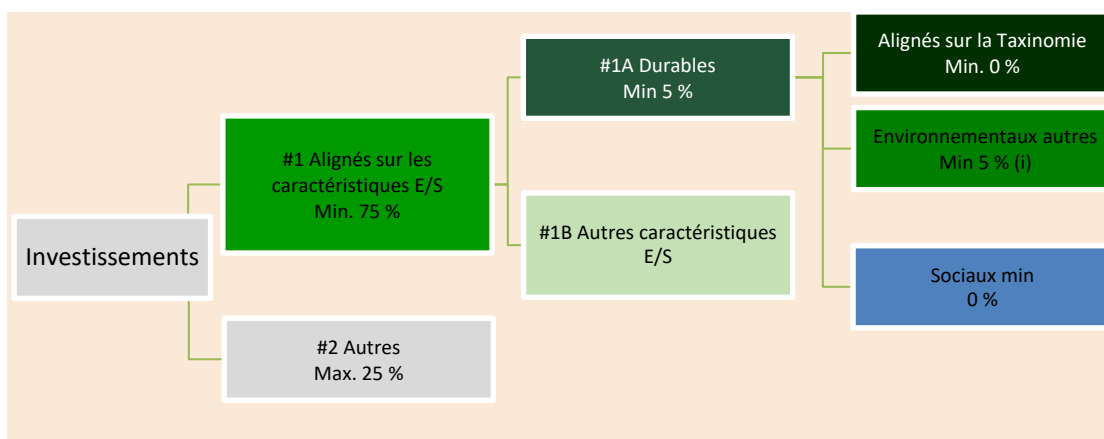 Investissements
#1 Alignés sur les
caractéristiques E/S
Min. 75 %
#2 Autres
Max. 25 %
#1A Durables
Min 5 %
#1B Autres caractéristiques
E/S
Alignés sur la Taxinomie
Min. 0 %
Environnementaux autres
Min 5 % (i)
Sociaux min
0 %